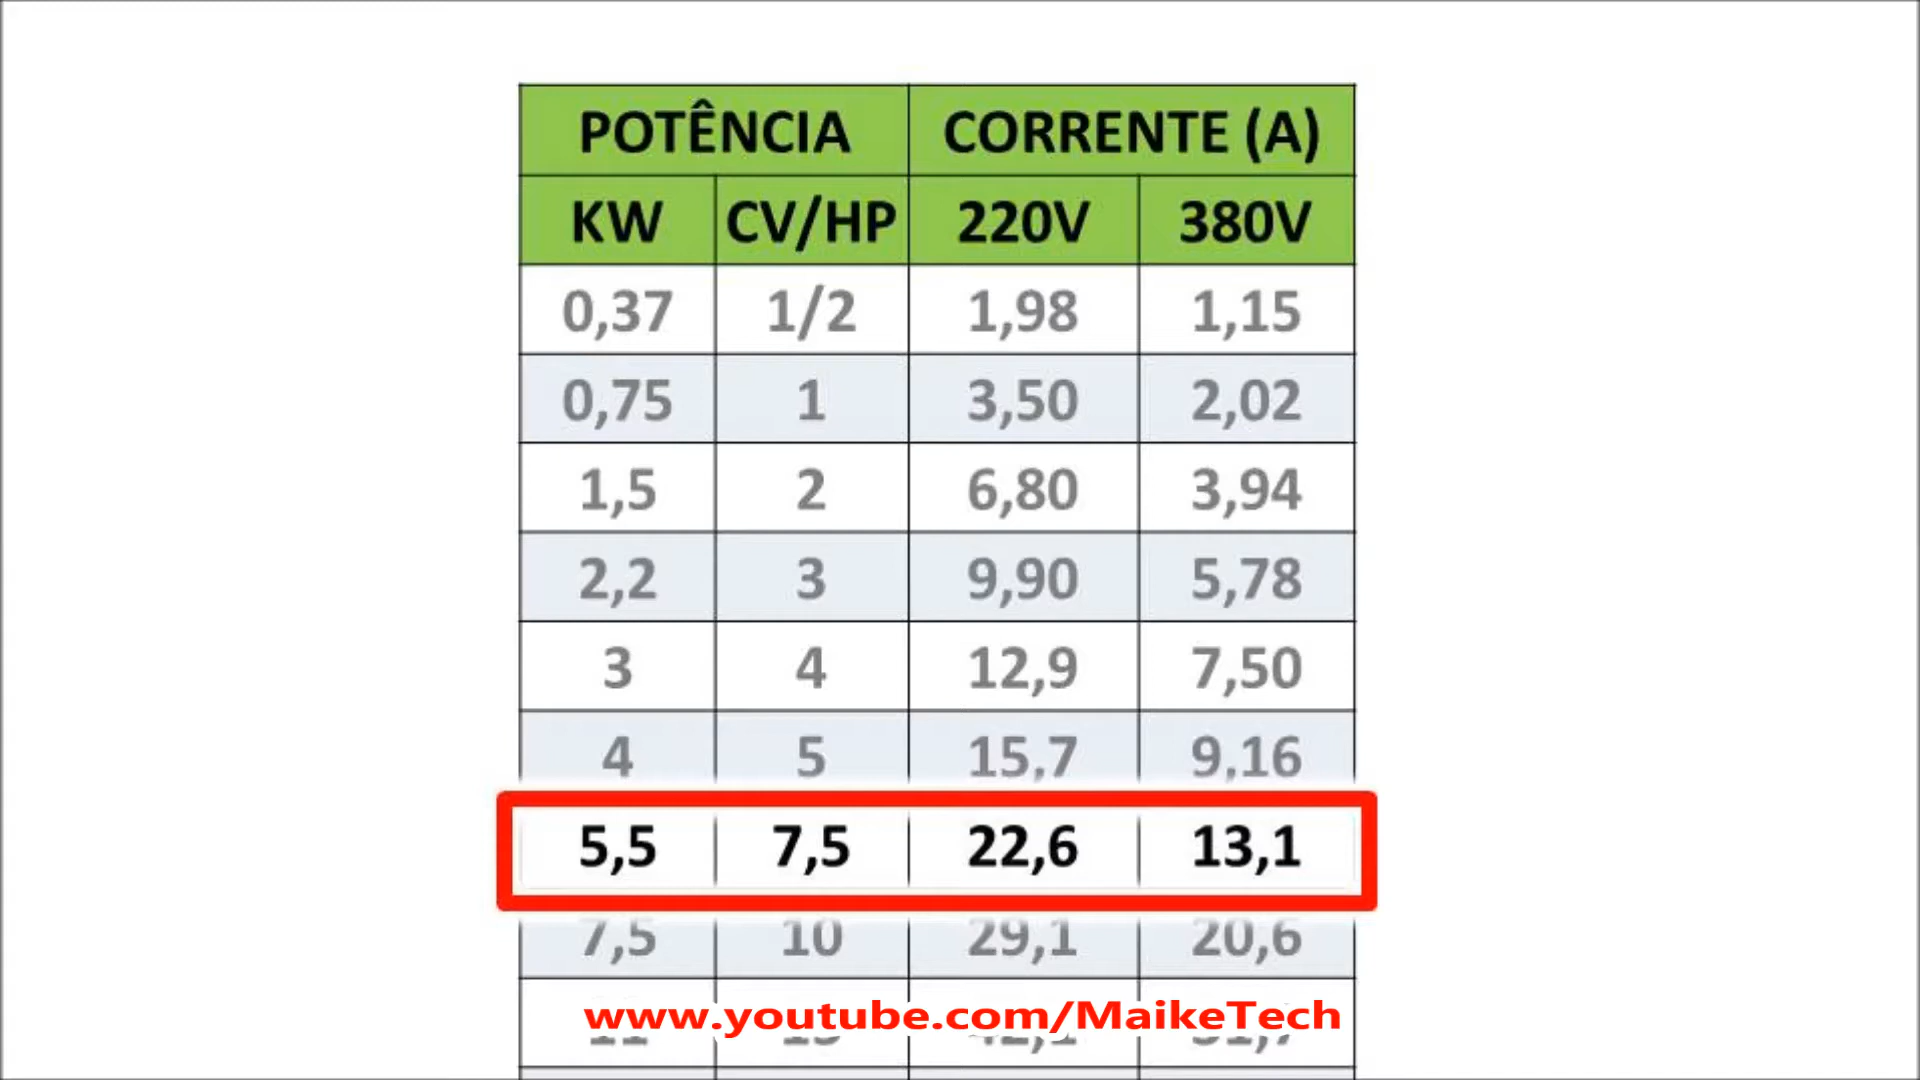 POTÊNCIA CORRENTE (A)
KW CV/HP 220V 380V
0,37 1/2 1,98 1,15
0,75 1 3,50 2,02
1,5 2 6,80 3,94
2,2 3 9,90 5,78
3 4 12,9 7,50
4 5 15,7 9,16
5,5 7,5 22,6 13,1
7,5 10 29,1 20,6
www.youtube.com/MaikeTech